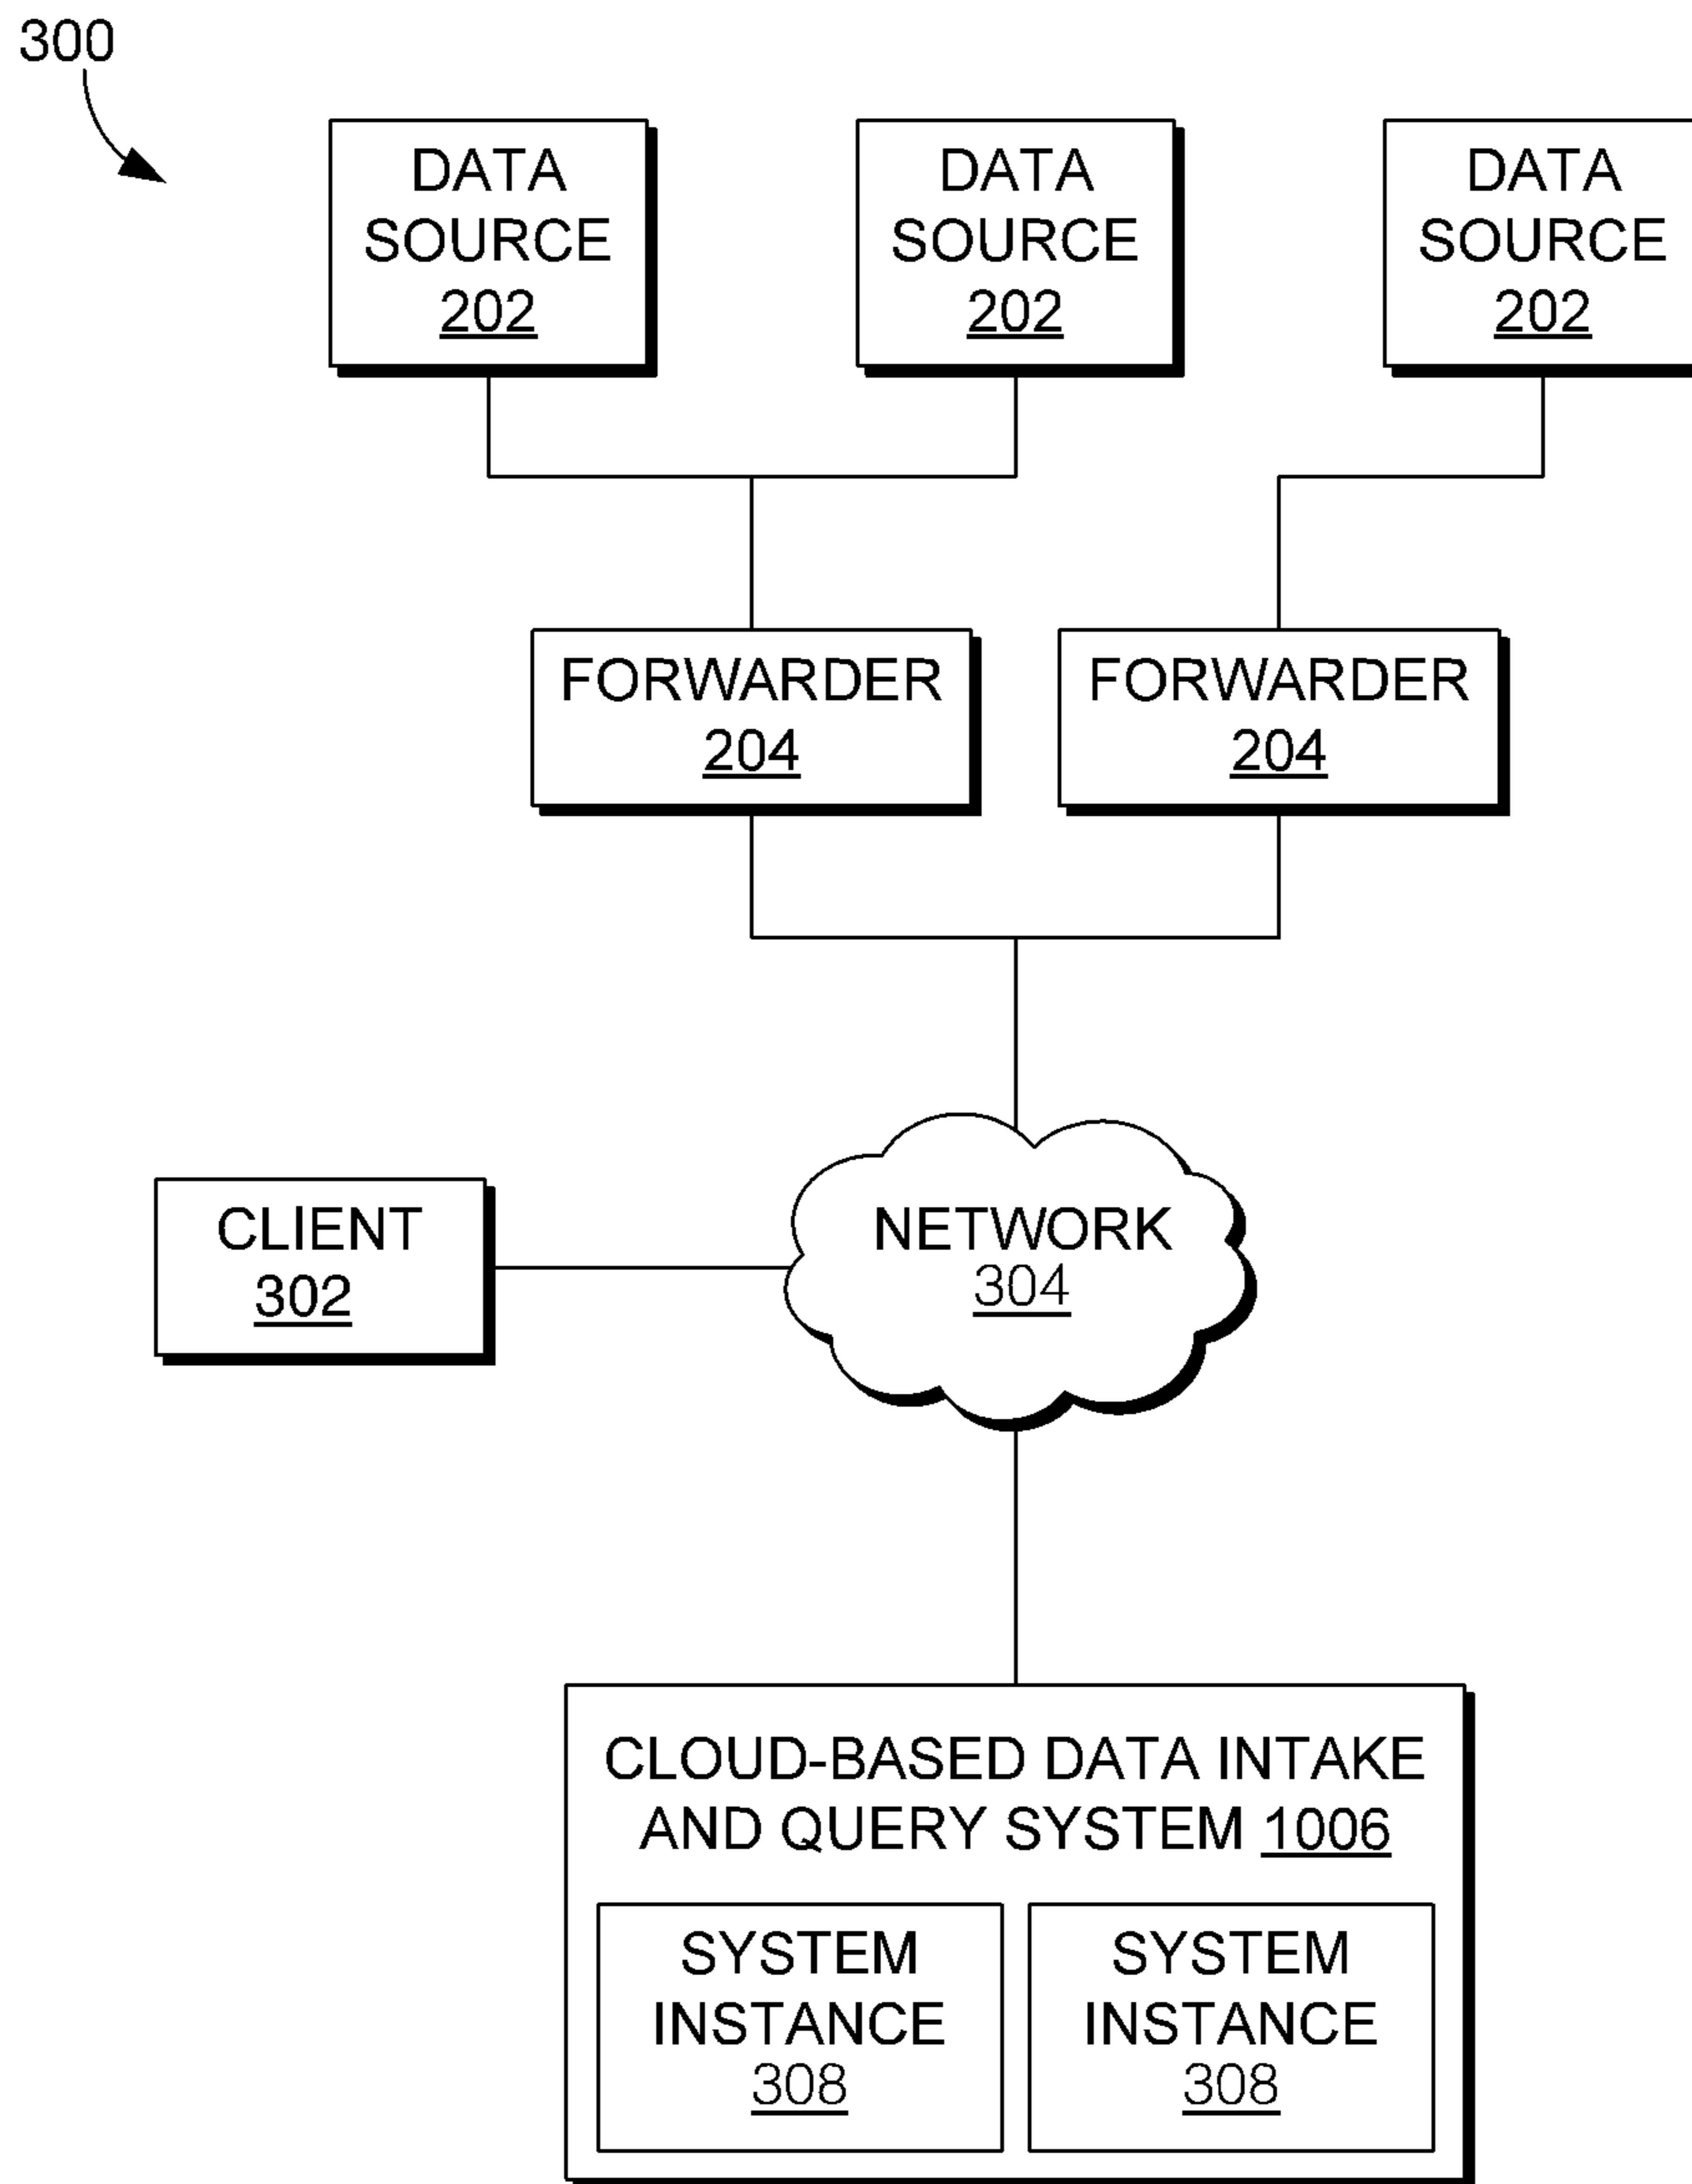 300
DATA
SOURCE
202
DATA
SOURCE
202
DATA
SOURCE
202
FORWARDER
204
FORWARDER
204
CLIENT
302
NETWORK
304
CLOUD-BASED DATA INTAKE
AND QUERY SYSTEM 1006
SYSTEM
INSTANCE
308
SYSTEM
INSTANCE
308